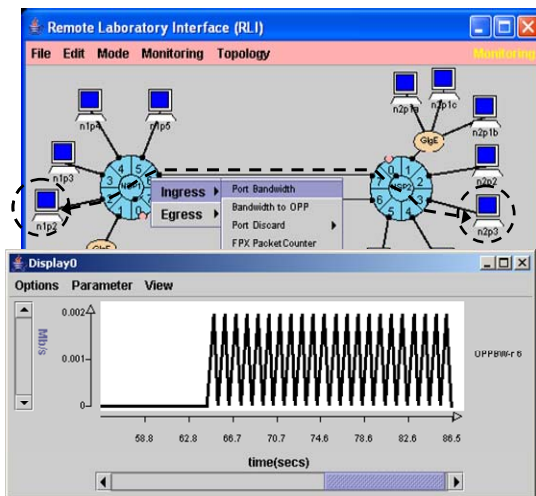 Remote Laboratory Interface (RLI)
File Edit Mode Monitoring Topology Monitoring
n1p4 n1p5
n1p3
n1p2
NSP1
GigE
Ingress
Egress
Port Bandwidth
Bandwidth to OPP
Port Discard
FPX PacketCounter
n2p1a n2p1c
n2p1b
GigE
n2p2
n2p3
NSP2
Display0
Options Parameter View
Mb/s
0.002
0.001
0
OPPBW-r 6
58.8 62.8 66.7 70.7 74.6 78.6 82.6 86.5
time(secs)